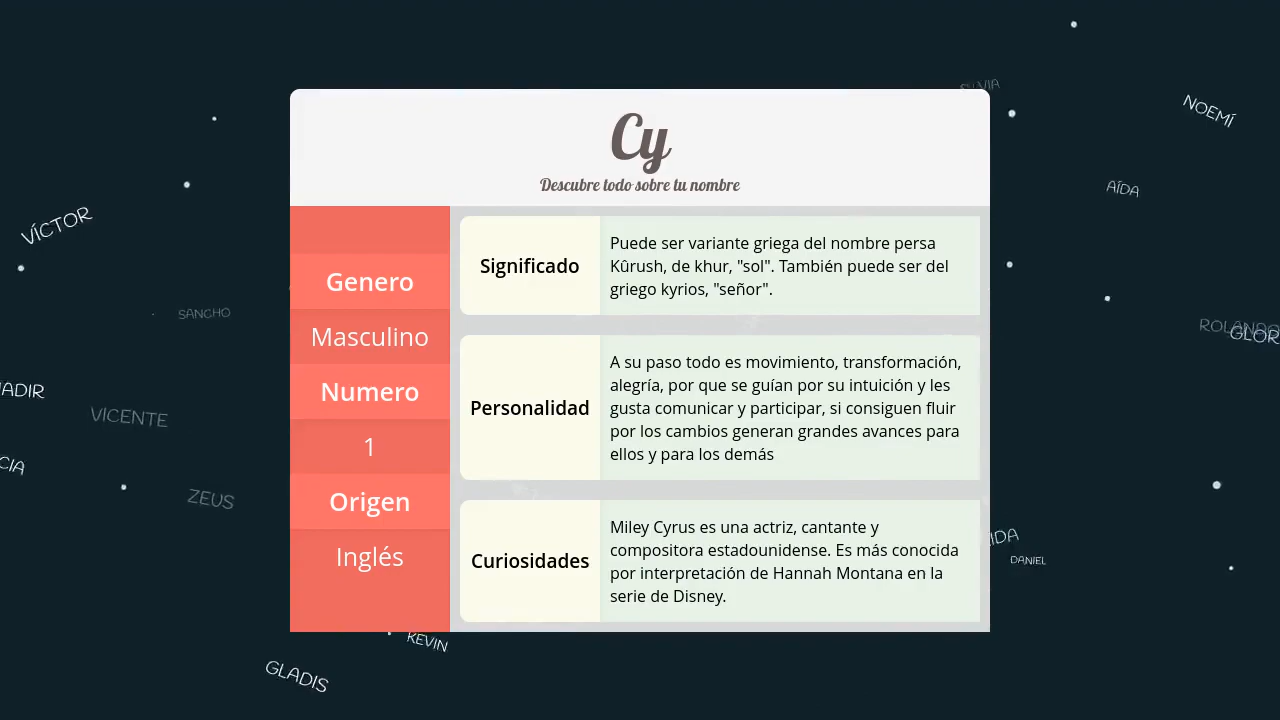 Cy
Descubre todo sobre tu nombre
Genero
Masculino
Numero
1
Origen
Inglés
Significado
Puede ser variante griega del nombre persa
Kûrush, de khur, "sol". También puede ser del
griego kyrios, "señor".
Personalidad
A su paso todo es movimiento, transformación,
alegría, por que se guían por su intuición y les
gusta comunicar y participar, si consiguen fluir
por los cambios generan grandes avances para
ellos y para los demás
Curiosidades
Miley Cyrus es una actriz, cantante y
compositora estadounidense. Es más conocida
por interpretación de Hannah Montana en la
serie de Disney.
NOEMÍ
AÍDA
VÍCTOR
SANCHO
ROLANDO
GLOR
ADIR
VICENTE
CIA
ZEUS
IDA
DANIEL
KEVIN
GLADIS